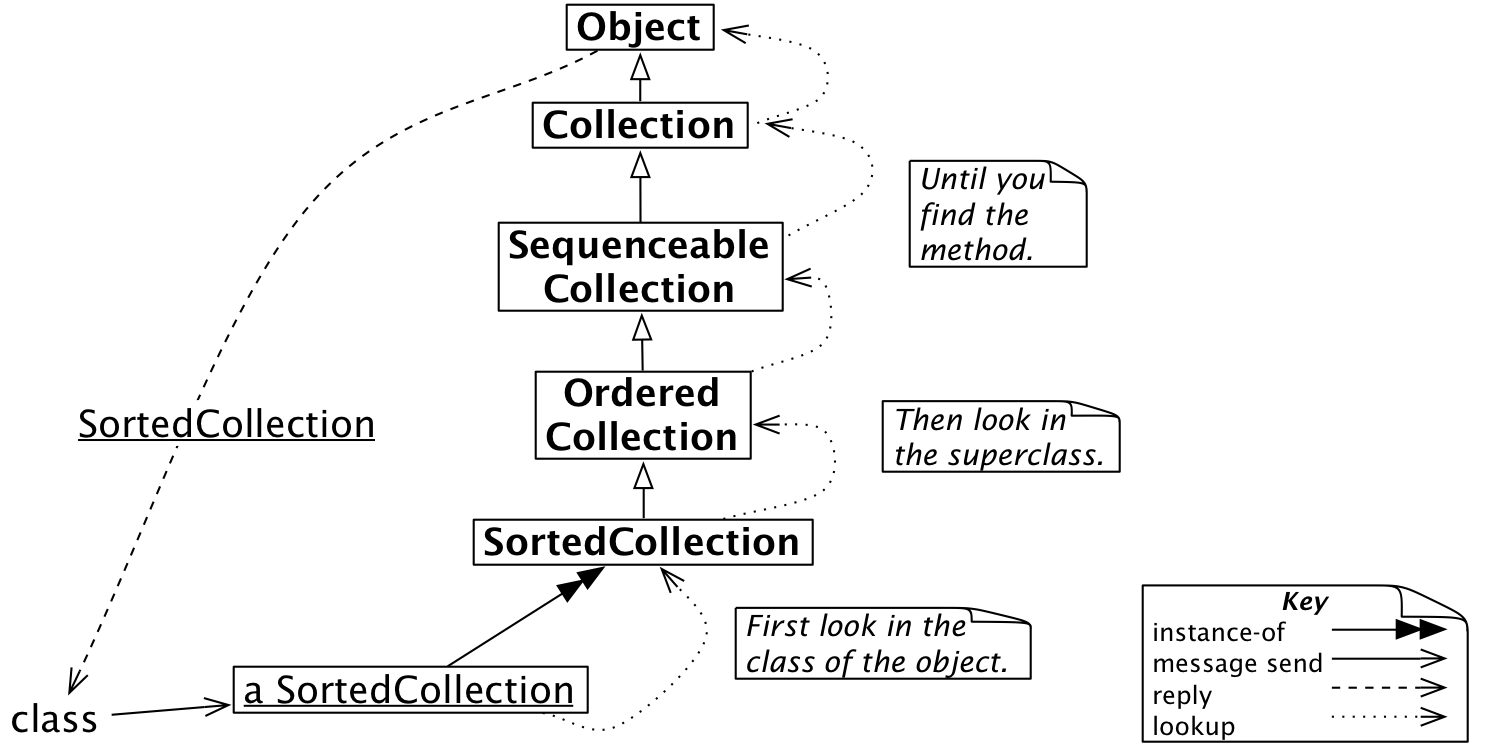 Object
Collection
Until you
find the
method.
Sequenceable
Collection
Ordered
Collection
SortedCollection
Then look in
the superclass.
SortedCollection
First look in the
class of the object.
a SortedCollection
class
Key
instance-of
message send
reply
lookup